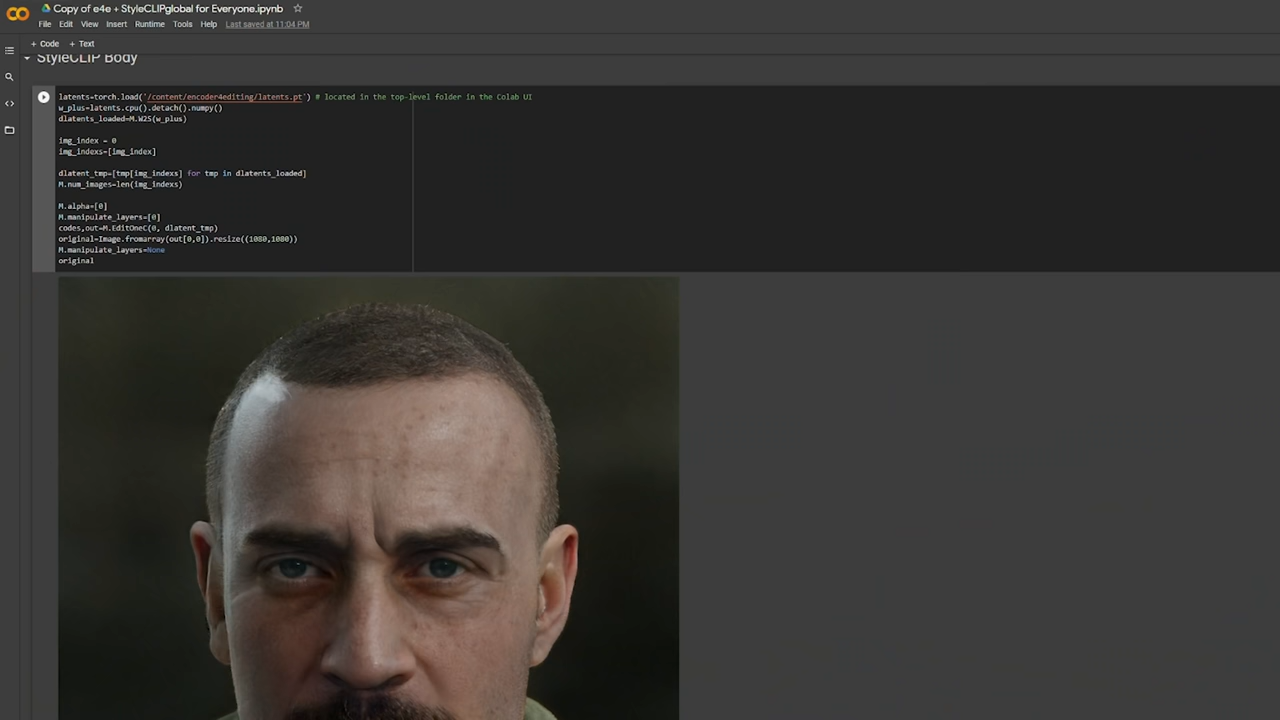 Copy of e4e + StyleCLIPglobal for Everyone.ipynb
File Edit View Insert Runtime Tools Help Last saved at 11:04 PM
+ Code + Text
StyleCLIP Body
latents=torch.load('/content/encoder4editing/latents.pt') # located in the top-level folder in the Colab UI
w_plus=latents.cpu().detach().numpy()
dlatents_loaded=M.W2S(w_plus)
img_index = 0
img_indexs=[img_index]
dlatent_tmp=[tmp[img_indexs] for tmp in dlatents_loaded]
M.num_images=len(img_indexs)
M.alpha=[0]
M.manipulate_layers=[0]
codes,out=M.EditOneC(0, dlatent_tmp)
original=Image.fromarray(out[0,0]).resize((1080,1080))
M.manipulate_layers=None
original